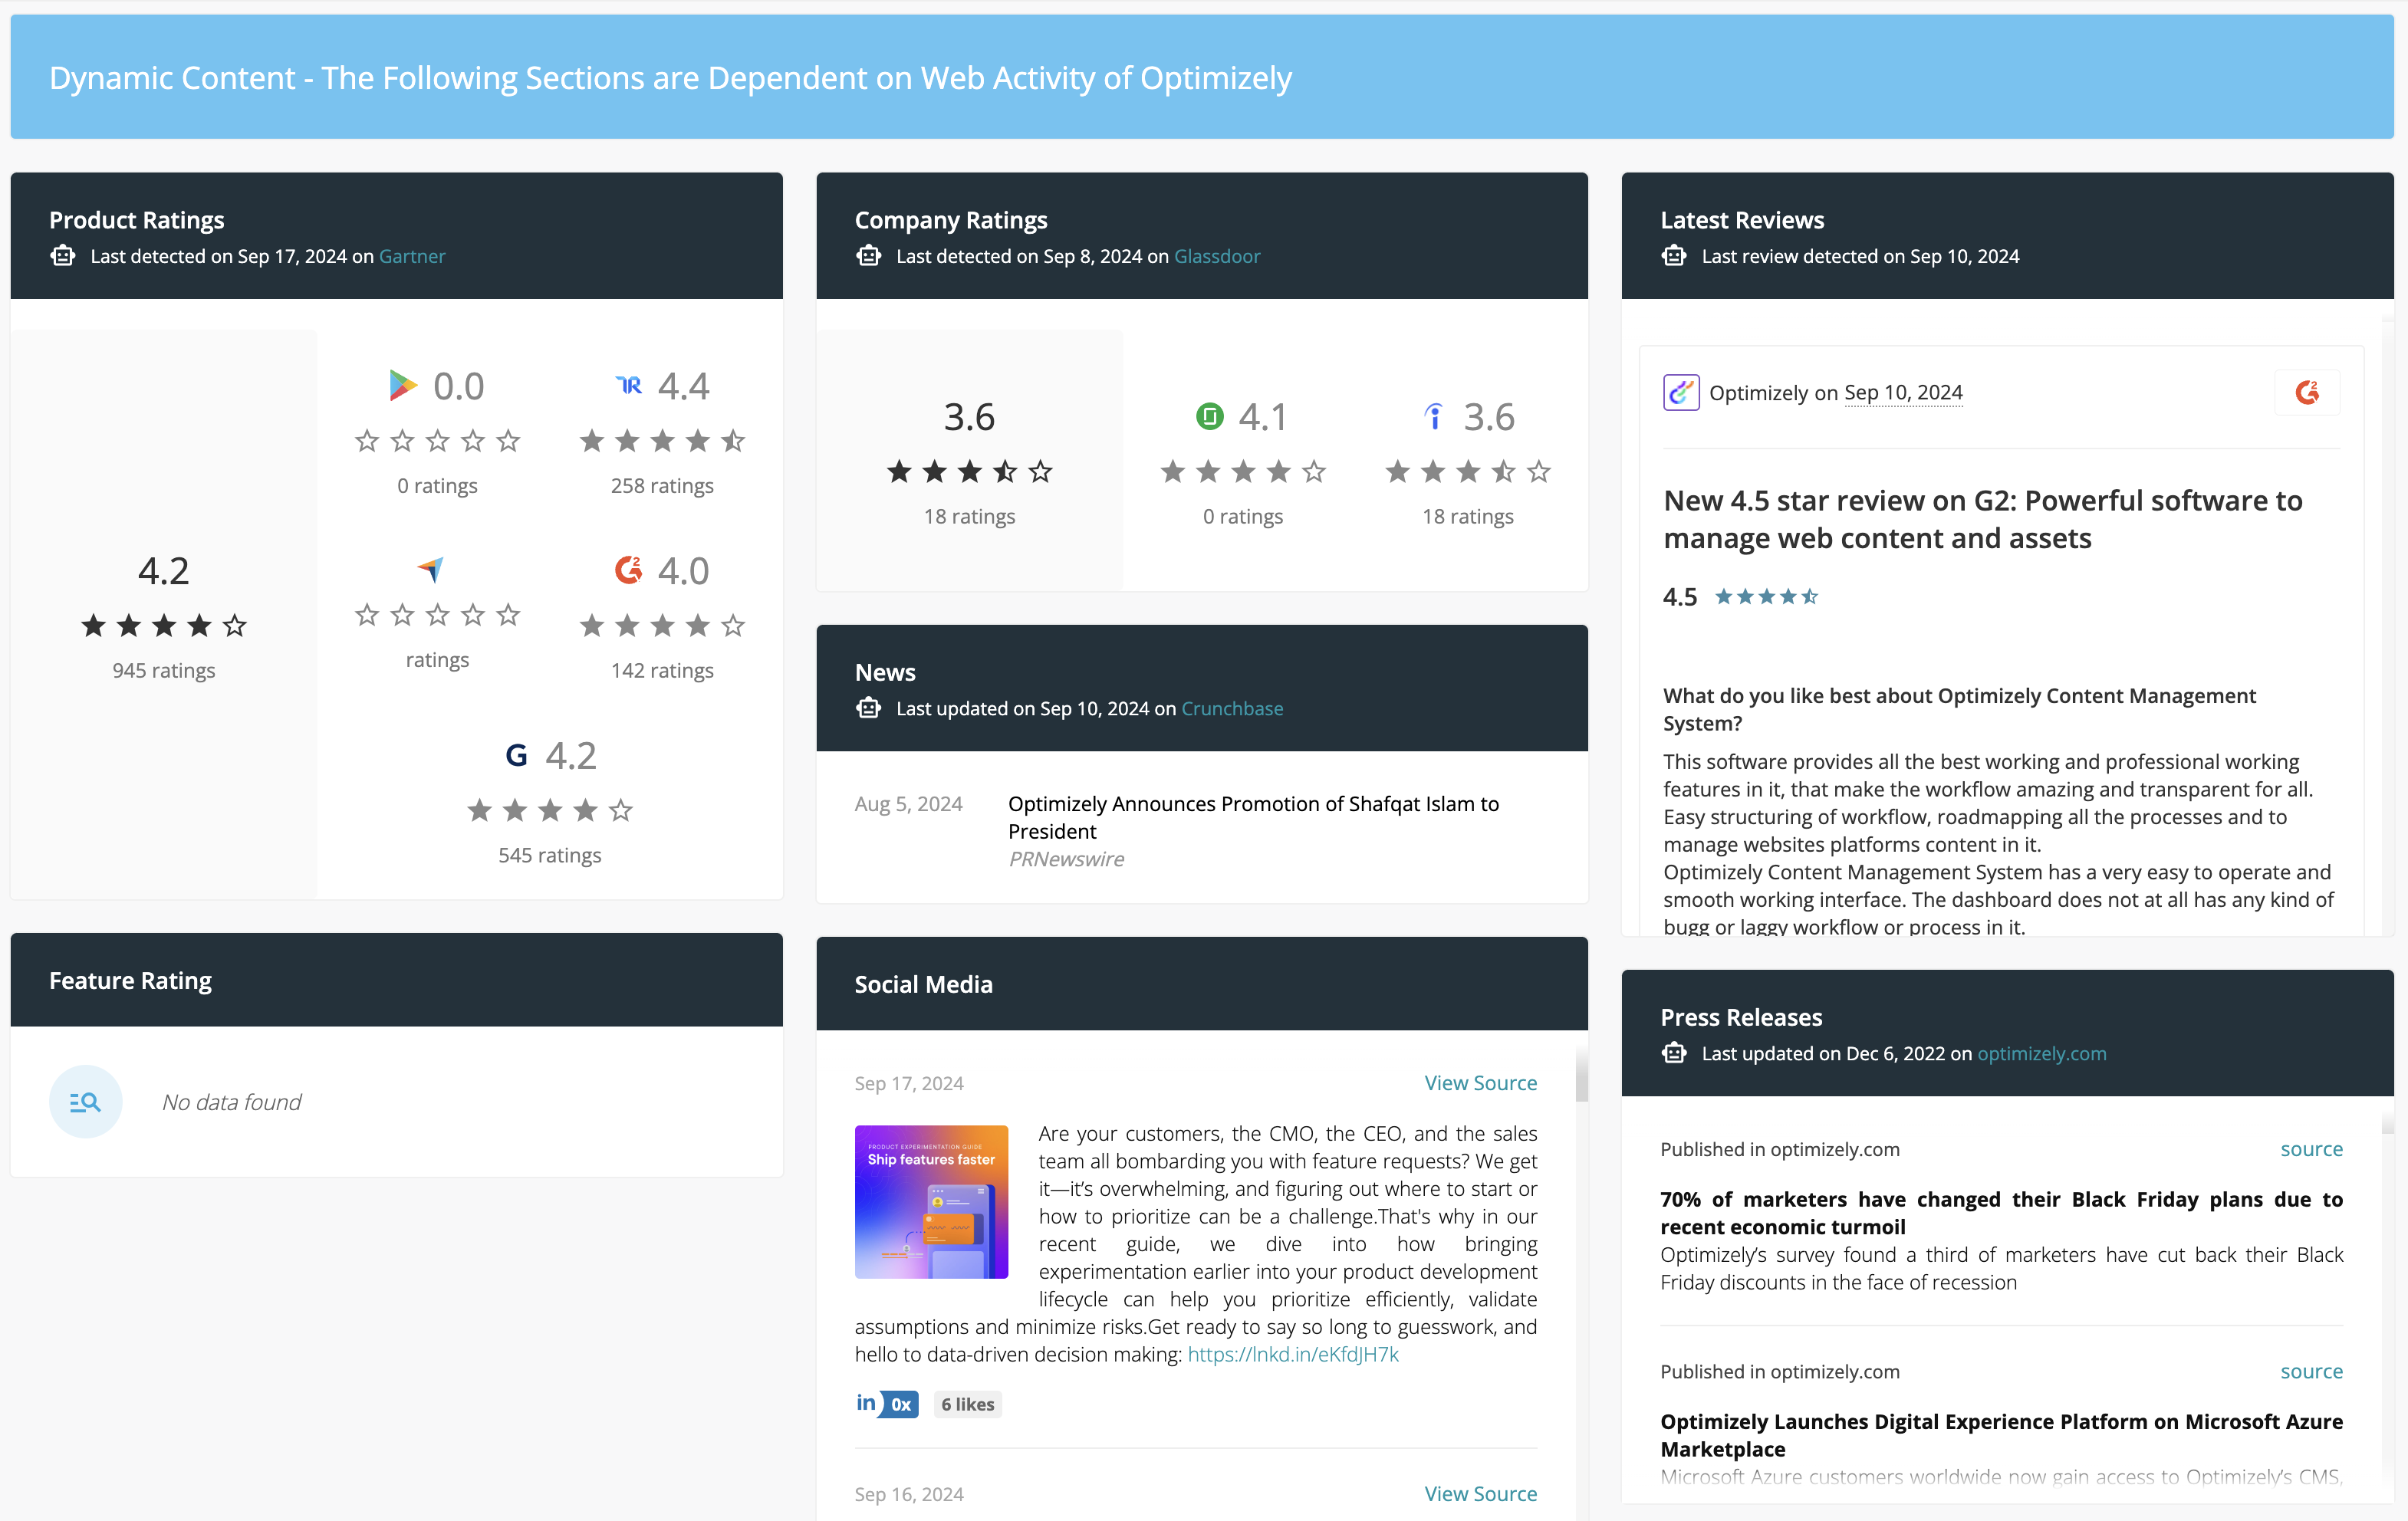 Dynamic Content - The Following Sections are Dependent on Web Activity of Optimizely
Product Ratings
Last detected on Sep 17, 2024 on Gartner
4.2
945 ratings
0.0
0 ratings
TR 4.4
258 ratings
ratings
G2 4.0
142 ratings
G 4.2
545 ratings
Feature Rating
No data found
Company Ratings
Last detected on Sep 8, 2024 on Glassdoor
3.6
18 ratings
4.1
0 ratings
i 3.6
18 ratings
News
Last updated on Sep 10, 2024 on Crunchbase
Aug 5, 2024
Optimizely Announces Promotion of Shafqat Islam to
President
PRNewswire
Social Media
Sep 17, 2024
View Source
PRODUCT EXPERIMENTATION GUIDE
Ship features faster
Are your customers, the CMO, the CEO, and the sales
team all bombarding you with feature requests? We get
it—it’s overwhelming, and figuring out where to start or
how to prioritize can be a challenge.That's why in our
recent guide, we dive into how bringing
experimentation earlier into your product development
lifecycle can help you prioritize efficiently, validate
assumptions and minimize risks.Get ready to say so long to guesswork, and
hello to data-driven decision making: https://lnkd.in/eKfdJH7k
in 0x 6 likes
Sep 16, 2024
View Source
Latest Reviews
Last review detected on Sep 10, 2024
Optimizely on Sep 10, 2024
G2
New 4.5 star review on G2: Powerful software to
manage web content and assets
4.5
What do you like best about Optimizely Content Management
System?
This software provides all the best working and professional working
features in it, that make the workflow amazing and transparent for all.
Easy structuring of workflow, roadmapping all the processes and to
manage websites platforms content in it.
Optimizely Content Management System has a very easy to operate and
smooth working interface. The dashboard does not at all has any kind of
bugg or laggy workflow or process in it.
Press Releases
Last updated on Dec 6, 2022 on optimizely.com
Published in optimizely.com
source
70% of marketers have changed their Black Friday plans due to
recent economic turmoil
Optimizely’s survey found a third of marketers have cut back their Black
Friday discounts in the face of recession
Published in optimizely.com
source
Optimizely Launches Digital Experience Platform on Microsoft Azure
Marketplace
Microsoft Azure customers worldwide now gain access to Optimizely’s CMS,